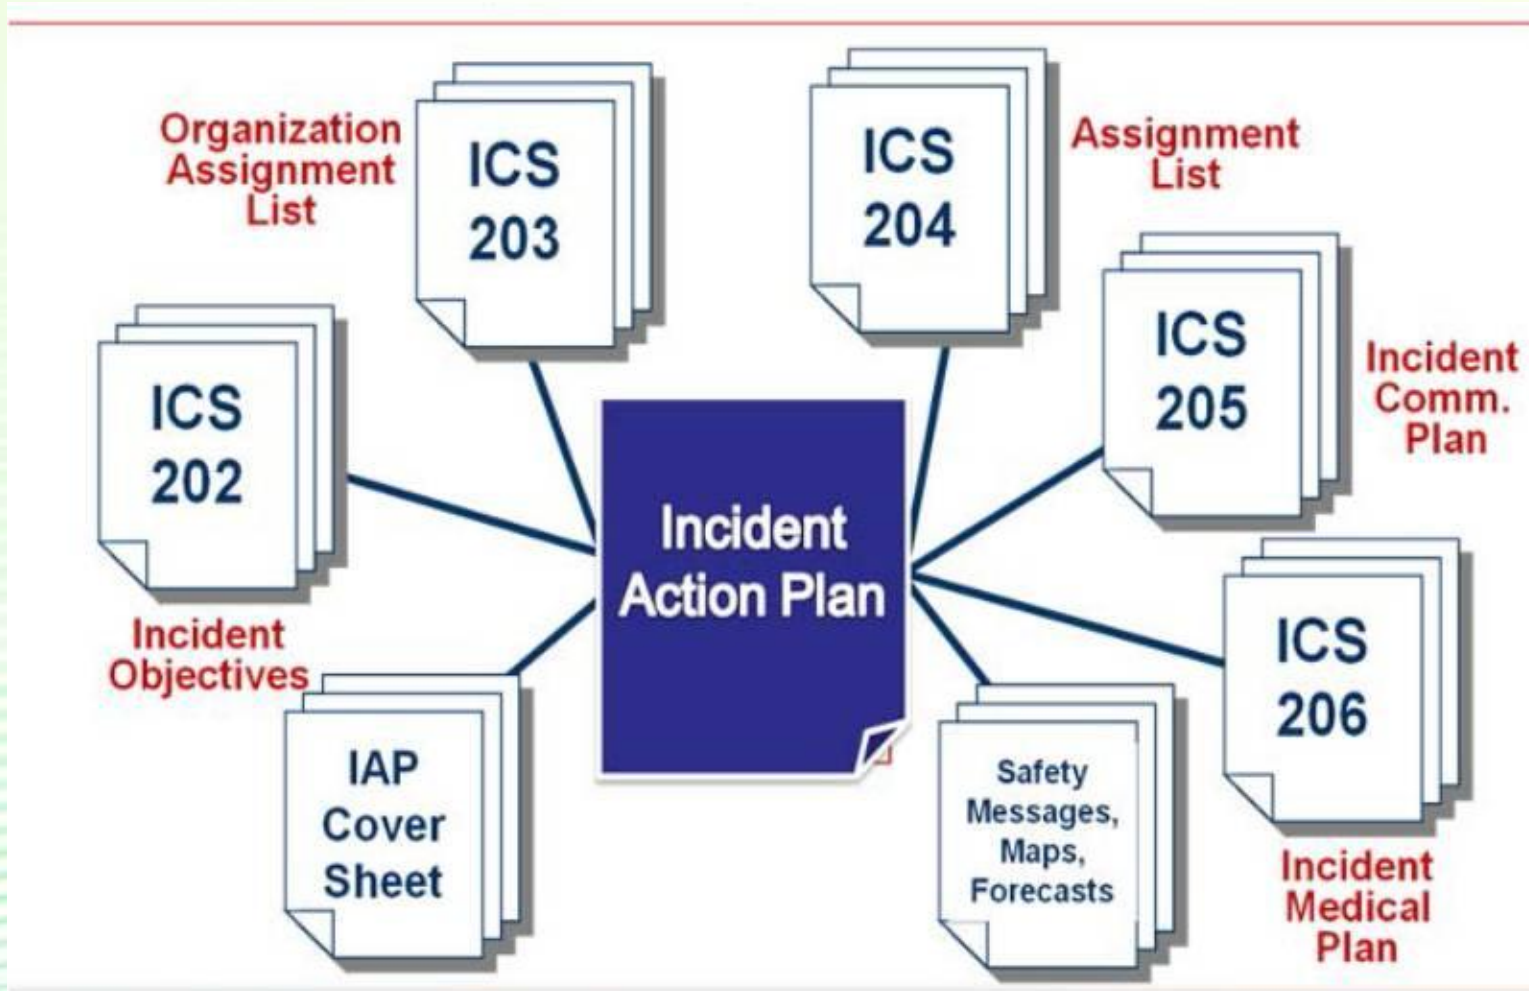 Organization
Assignment
List
ICS
203
ICS
204
Assignment
List
ICS
202
Incident
Objectives
ICS
205
Incident
Comm.
Plan
Incident
Action Plan
IAP
Cover
Sheet
Safety
Messages,
Maps,
Forecasts
ICS
206
Incident
Medical
Plan